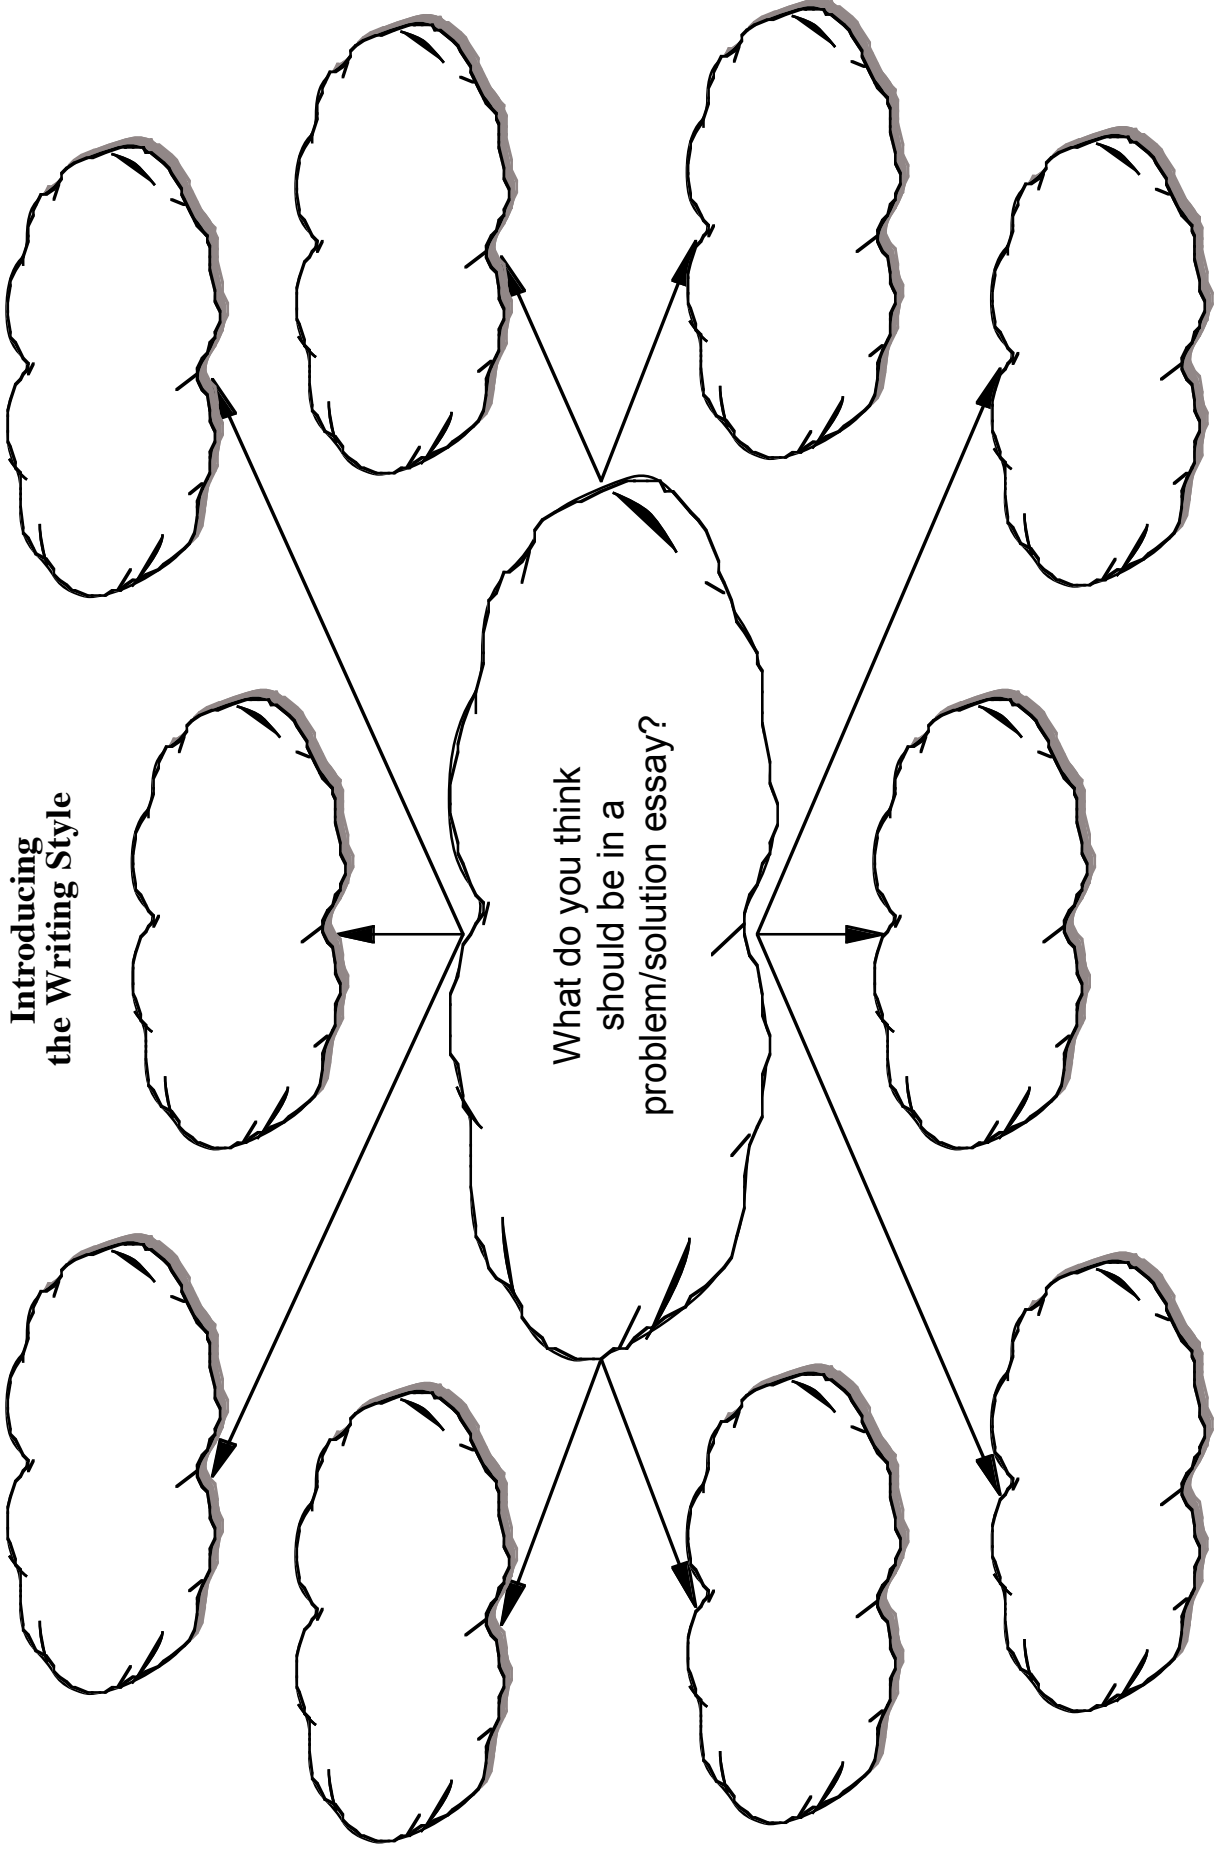 Introducing
the Writing Style
What do you think
should be in a
problem/solution essay?